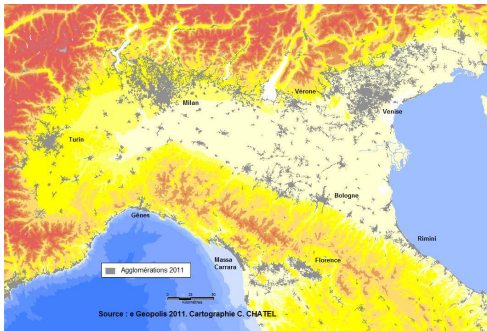 Vérone
Milan
Venise
Turin
Bologne
Gênes
Rimini
Massa
Carrara
Florence
Agglomérations 2011
Source : e Geopolis 2011. Cartographie C. CHATEL